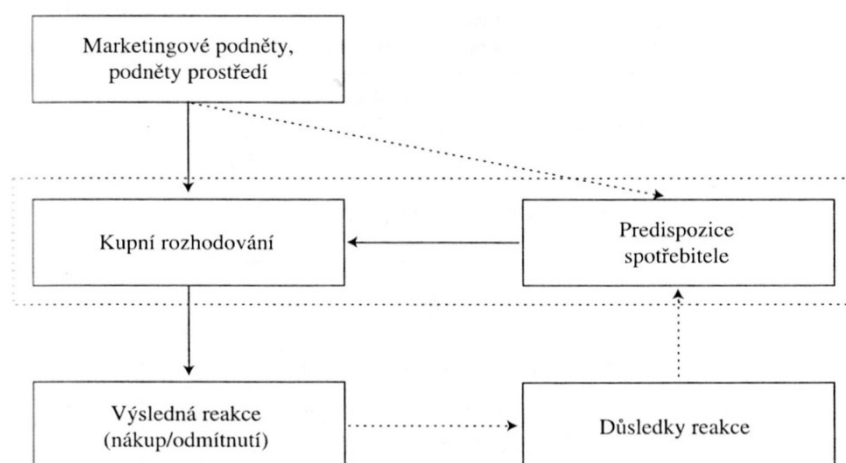 Marketingové podněty,
podněty prostředí
Kupní rozhodování
Predispozice
spotřebitele
Výsledná reakce
(nákup/odmítnutí)
Důsledky reakce